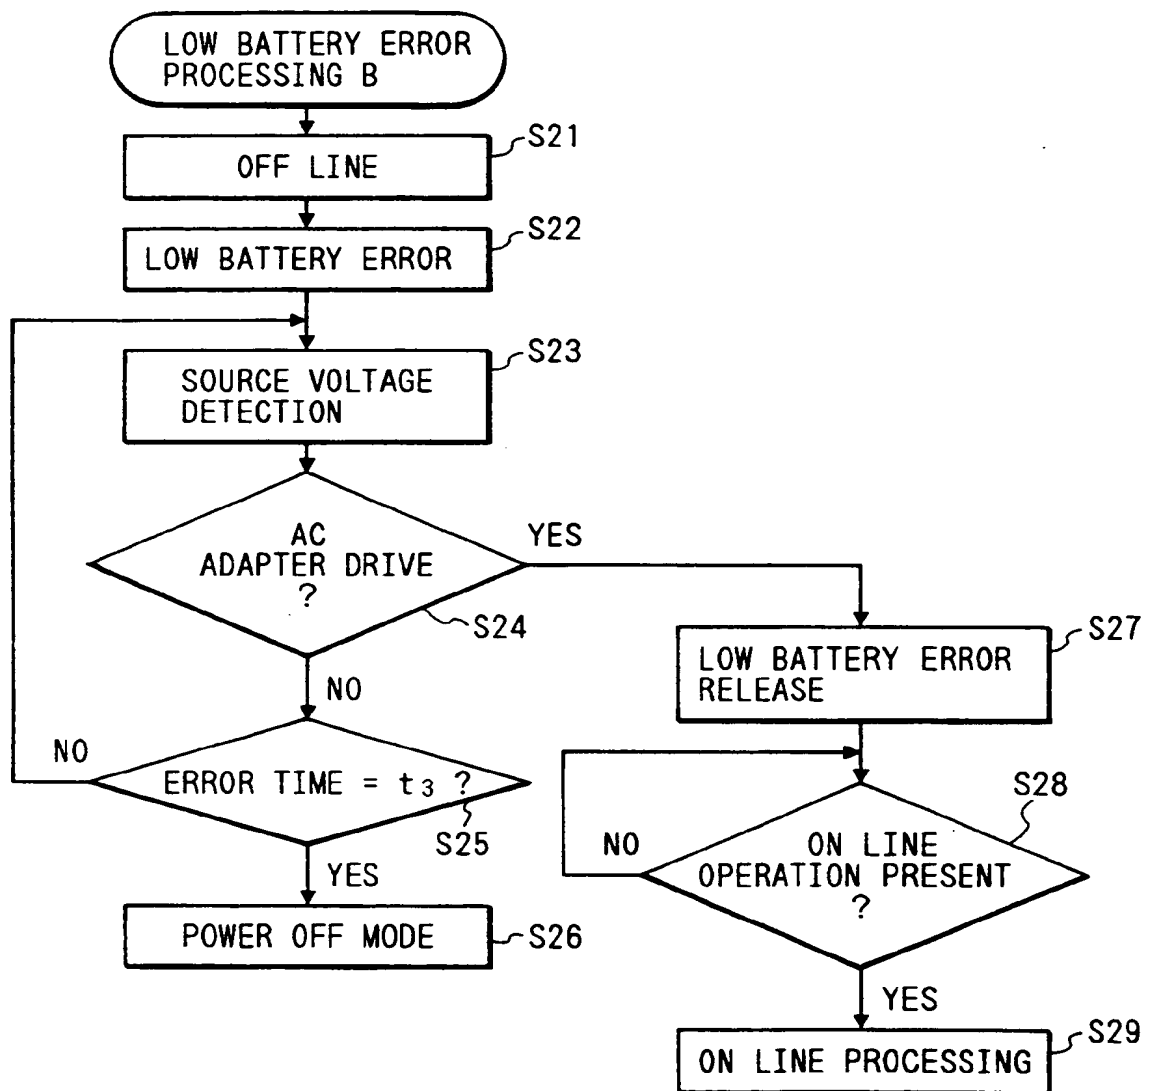 LOW BATTERY ERROR
PROCESSING B
S21
OFF LINE
S22
LOW BATTERY ERROR
S23
SOURCE VOLTAGE
DETECTION
AC
ADAPTER DRIVE
?
YES
S24
NO
S27
LOW BATTERY ERROR
RELEASE
NO
ERROR TIME = t₃ ?
S25
YES
S28
NO
ON LINE
OPERATION PRESENT
?
POWER OFF MODE
S26
YES
S29
ON LINE PROCESSING